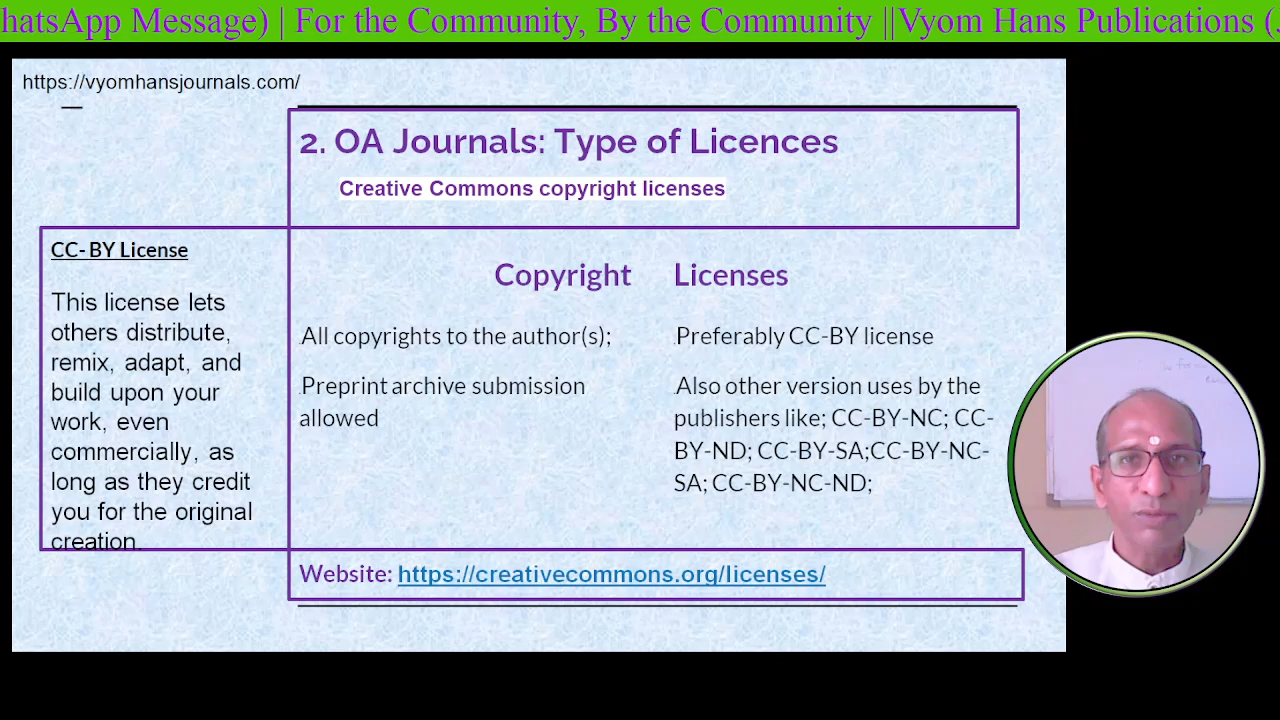 hatsApp Message) | For the Community, By the Community ||Vyom Hans Publications (
https://vyomhansjournals.com/
2. OA Journals: Type of Licences
Creative Commons copyright licenses
CC- BY License
This license lets
others distribute,
remix, adapt, and
build upon your
work, even
commercially, as
long as they credit
you for the original
creation.
Copyright
All copyrights to the author(s);
Preprint archive submission
allowed
Licenses
Preferably CC-BY license
Also other version uses by the
publishers like; CC-BY-NC; CC-
BY-ND; CC-BY-SA;CC-BY-NC-
SA; CC-BY-NC-ND;
Website: https://creativecommons.org/licenses/